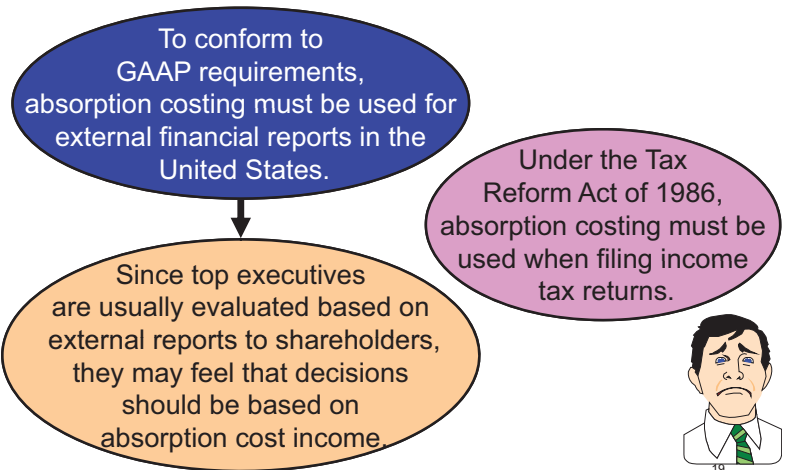 To conform to
GAAP requirements,
absorption costing must be used for
external financial reports in the
United States.
Under the Tax
Reform Act of 1986,
absorption costing must be
used when filing income
tax returns.
Since top executives
are usually evaluated based on
external reports to shareholders,
they may feel that decisions
should be based on
absorption cost income.
19